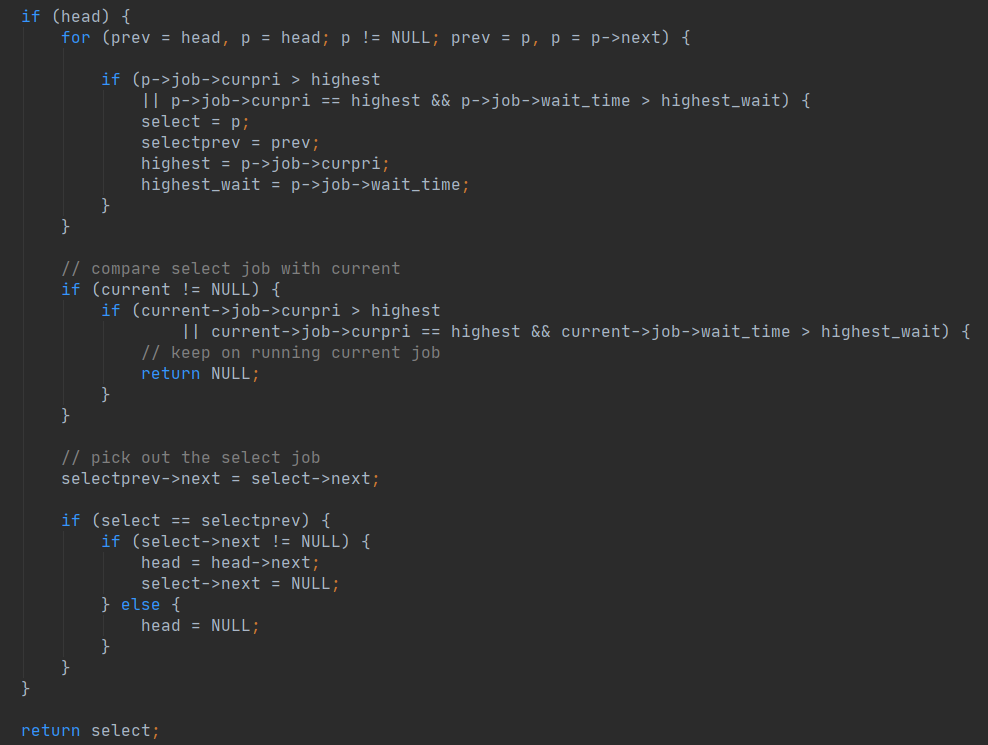 if (head) {
for (prev = head, p = head; p != NULL; prev = p, p = p->next) {
if (p->job->curpri > highest
|| p->job->curpri == highest && p->job->wait_time > highest_wait) {
select = p;
selectprev = prev;
highest = p->job->curpri;
highest_wait = p->job->wait_time;
}
}
// compare select job with current
if (current != NULL) {
if (current->job->curpri > highest
|| current->job->curpri == highest && current->job->wait_time > highest_wait) {
// keep on running current job
return NULL;
}
}
// pick out the select job
selectprev->next = select->next;
if (select == selectprev) {
if (select->next != NULL) {
head = head->next;
select->next = NULL;
} else {
head = NULL;
}
}
}
return select;